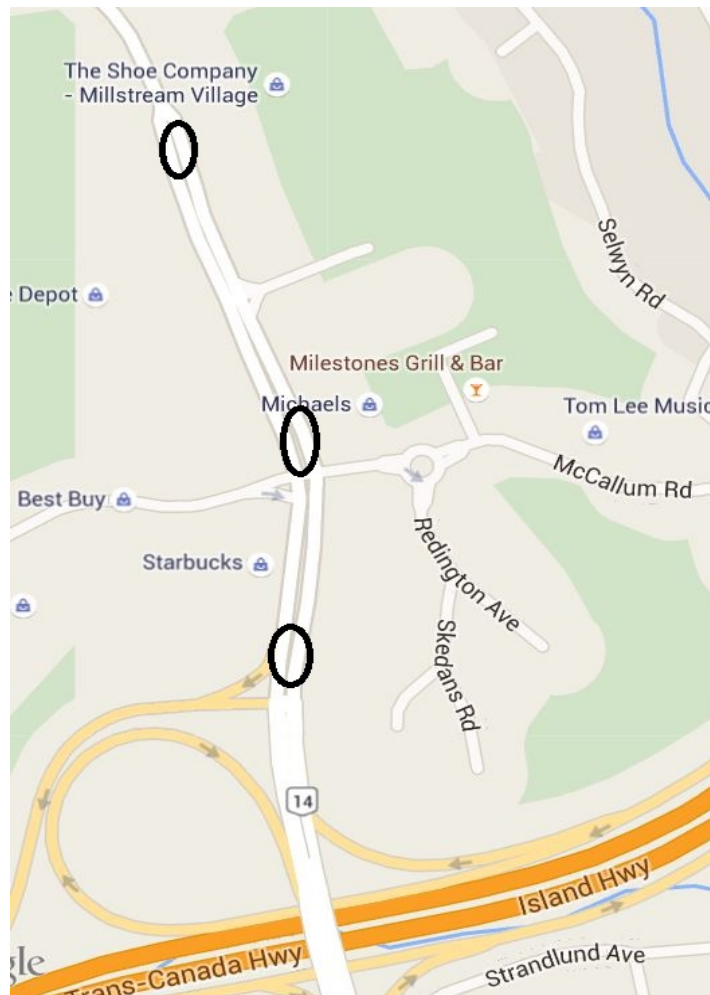 The Shoe Company
- Millstream Village
Selwyn Rd
e Depot
Milestones Grill & Bar
Michaels
Tom Lee Music
McCallum Rd
Best Buy
Redington Ave
Starbucks
Skedans Rd
14
Island Hwy
gle
Trans-Canada Hwy
Strandlund Ave